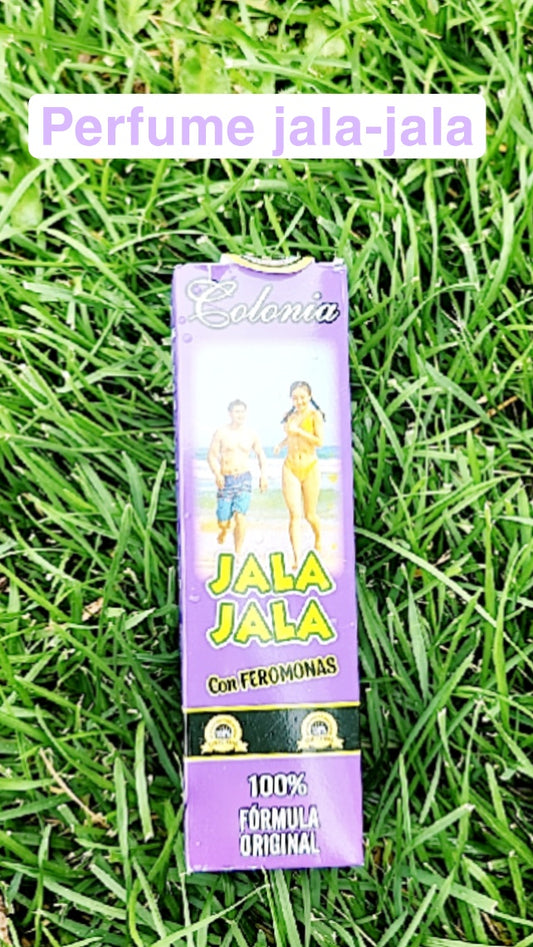 Perfume jala-jala
Colonia
JALA
JALA
Con FEROMONAS
100%
FÓRMULA
ORIGINAL